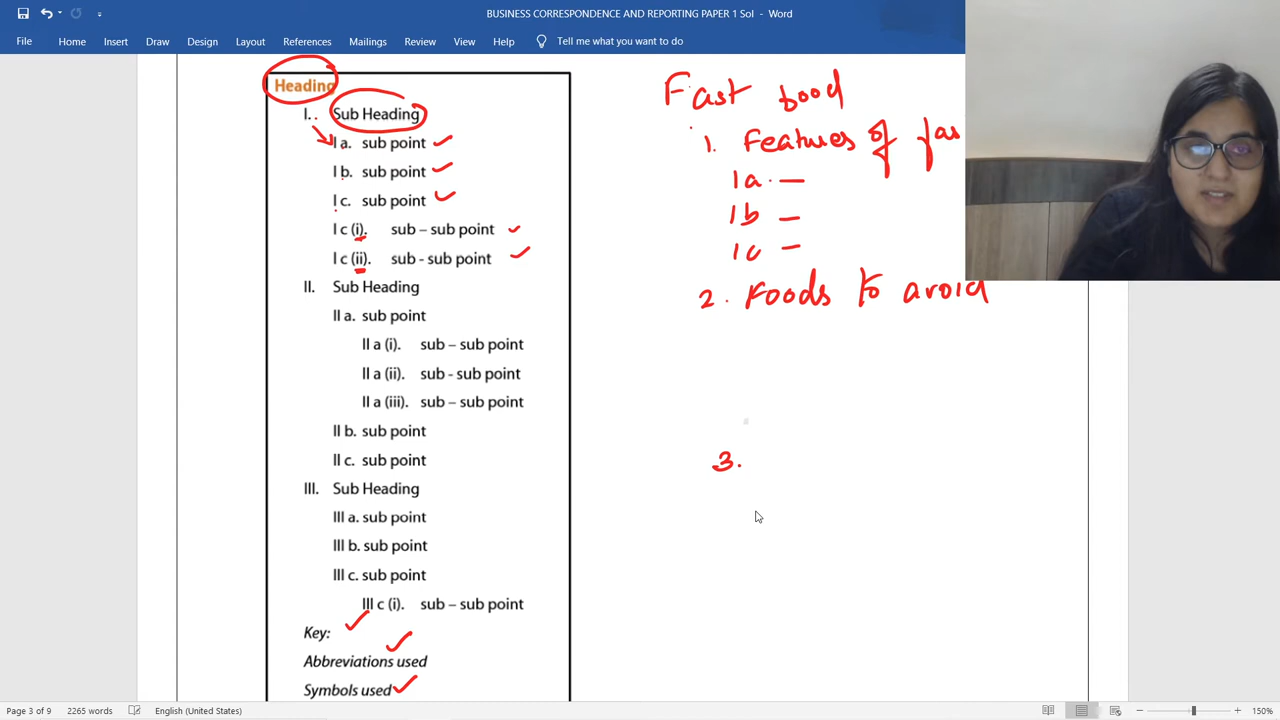 BUSINESS CORRESPONDENCE AND REPORTING PAPER 1 Sol - Word
File Home Insert Draw Design Layout References Mailings Review View Help Tell me what you want to do
Heading
I. Sub Heading
I a. sub point
I b. sub point
I c. sub point
I c (i). sub – sub point
I c (ii). sub - sub point
II. Sub Heading
II a. sub point
II a (i). sub – sub point
II a (ii). sub - sub point
II a (iii). sub – sub point
II b. sub point
II c. sub point
III. Sub Heading
III a. sub point
III b. sub point
III c. sub point
III c (i). sub – sub point
Key:
Abbreviations used
Symbols used
Fast food
1. Features of fas
1a. —
1b —
1c —
2. Foods to avoid
3.
Page 3 of 9 2265 words English (United States) 150%